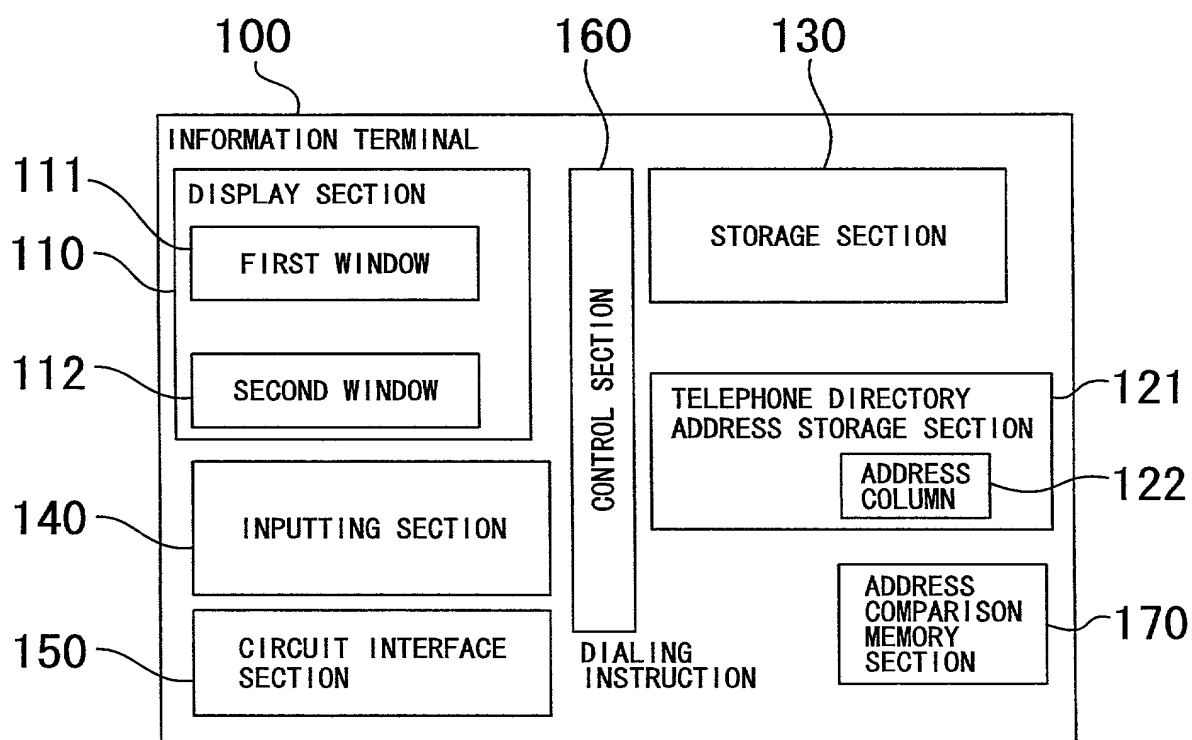 100
160
130
INFORMATION TERMINAL
111
DISPLAY SECTION
110
FIRST WINDOW
112
SECOND WINDOW
CONTROL SECTION
STORAGE SECTION
TELEPHONE DIRECTORY
ADDRESS STORAGE SECTION
121
ADDRESS
COLUMN
122
140
INPUTTING SECTION
150
CIRCUIT INTERFACE
SECTION
DIALING
INSTRUCTION
ADDRESS
COMPARISON
MEMORY
SECTION
170